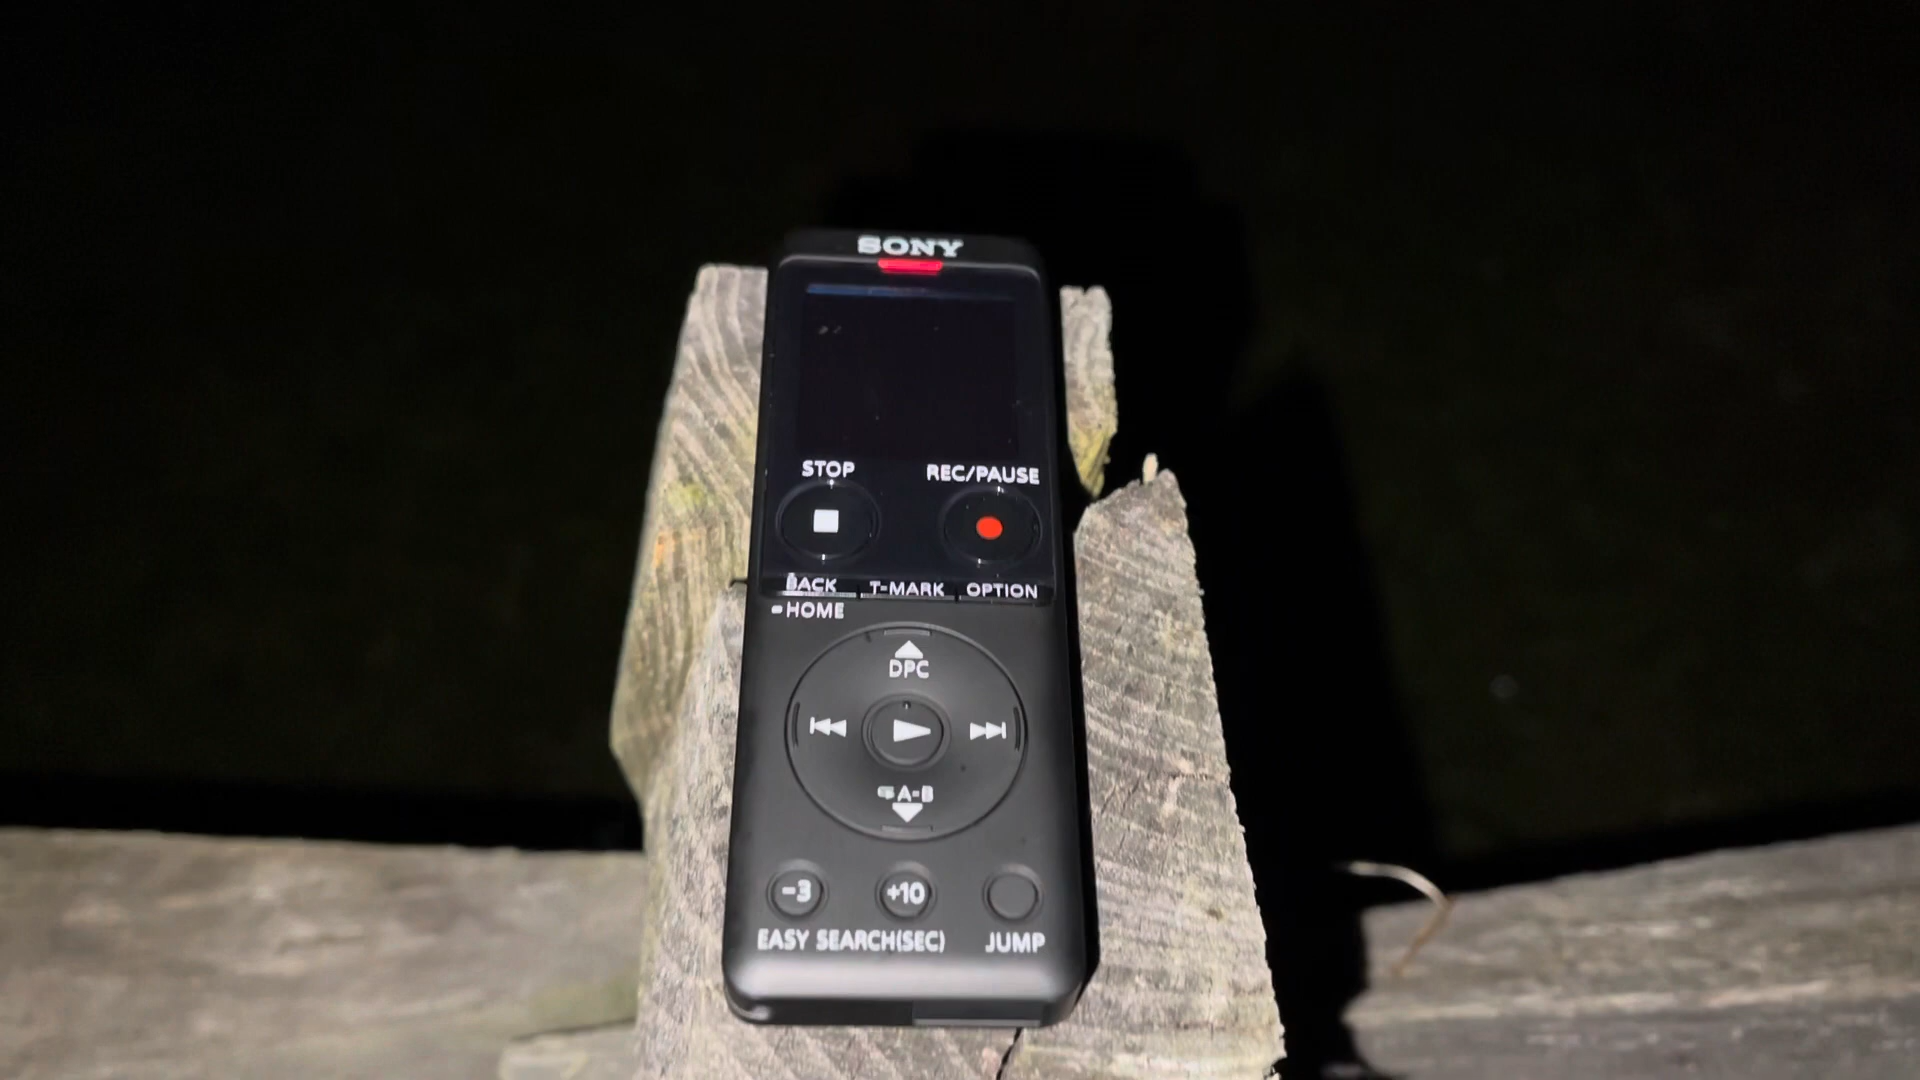 SONY
STOP
REC/PAUSE
BACK
T-MARK
OPTION
HOME
DPC
A-B
-3
+10
EASY SEARCH(SEC)
JUMP